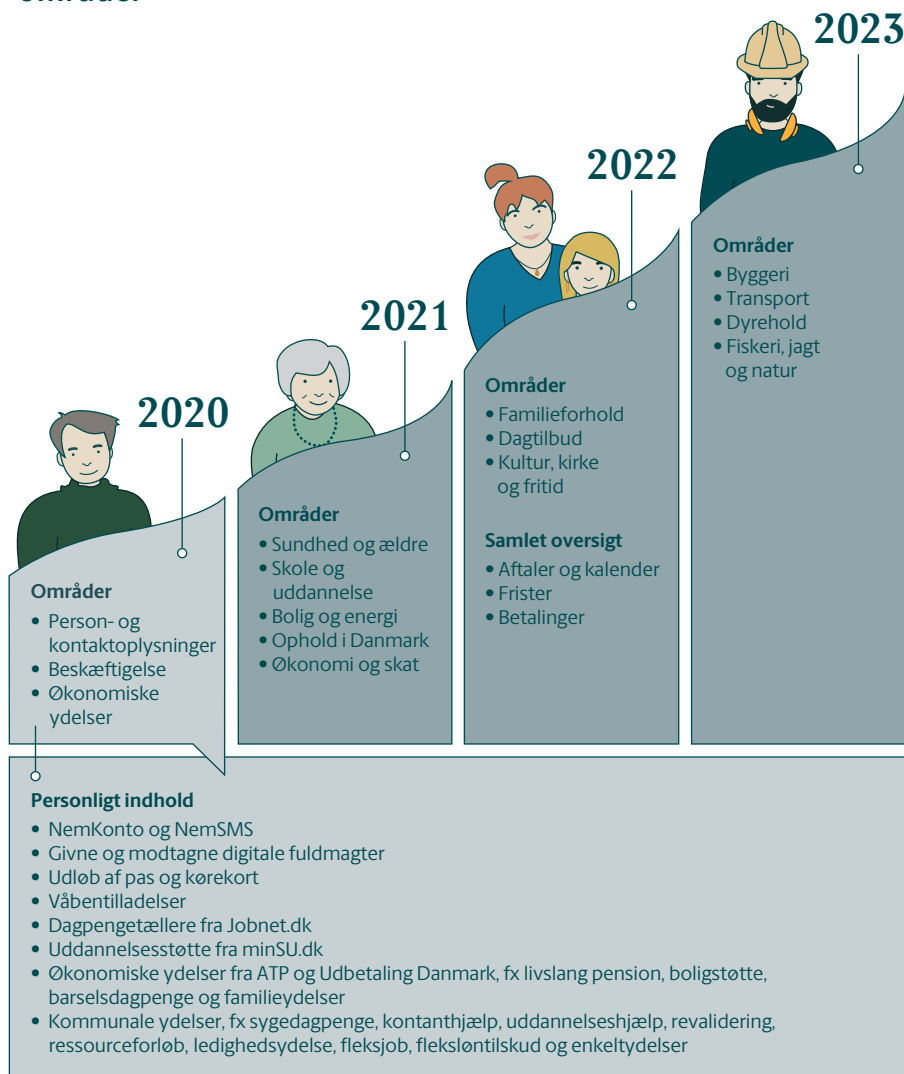 2020
Områder
• Person- og
kontaktoplysninger
• Beskæftigelse
• Økonomiske
ydelser
2021
Områder
• Sundhed og ældre
• Skole og
uddannelse
• Bolig og energi
• Ophold i Danmark
• Økonomi og skat
2022
Områder
• Familieforhold
• Dagtilbud
• Kultur, kirke
og fritid
Samlet oversigt
• Aftaler og kalender
• Frister
• Betalinger
2023
Områder
• Byggeri
• Transport
• Dyrehold
• Fiskeri, jagt
og natur
Personligt indhold
• NemKonto og NemSMS
• Givne og modtagne digitale fuldmagter
• Udløb af pas og kørekort
• Våbentilladelser
• Dagpengetællere fra Jobnet.dk
• Uddannelsesstøtte fra minSU.dk
• Økonomiske ydelser fra ATP og Udbetaling Danmark, fx livslang pension, boligstøtte,
barselsdagpenge og familieydelser
• Kommunale ydelser, fx sygedagpenge, kontanthjælp, uddannelseshjælp, revalidering,
ressourceforløb, ledighedsydelse, fleksjob, fleksløntilskud og enkeltydelser